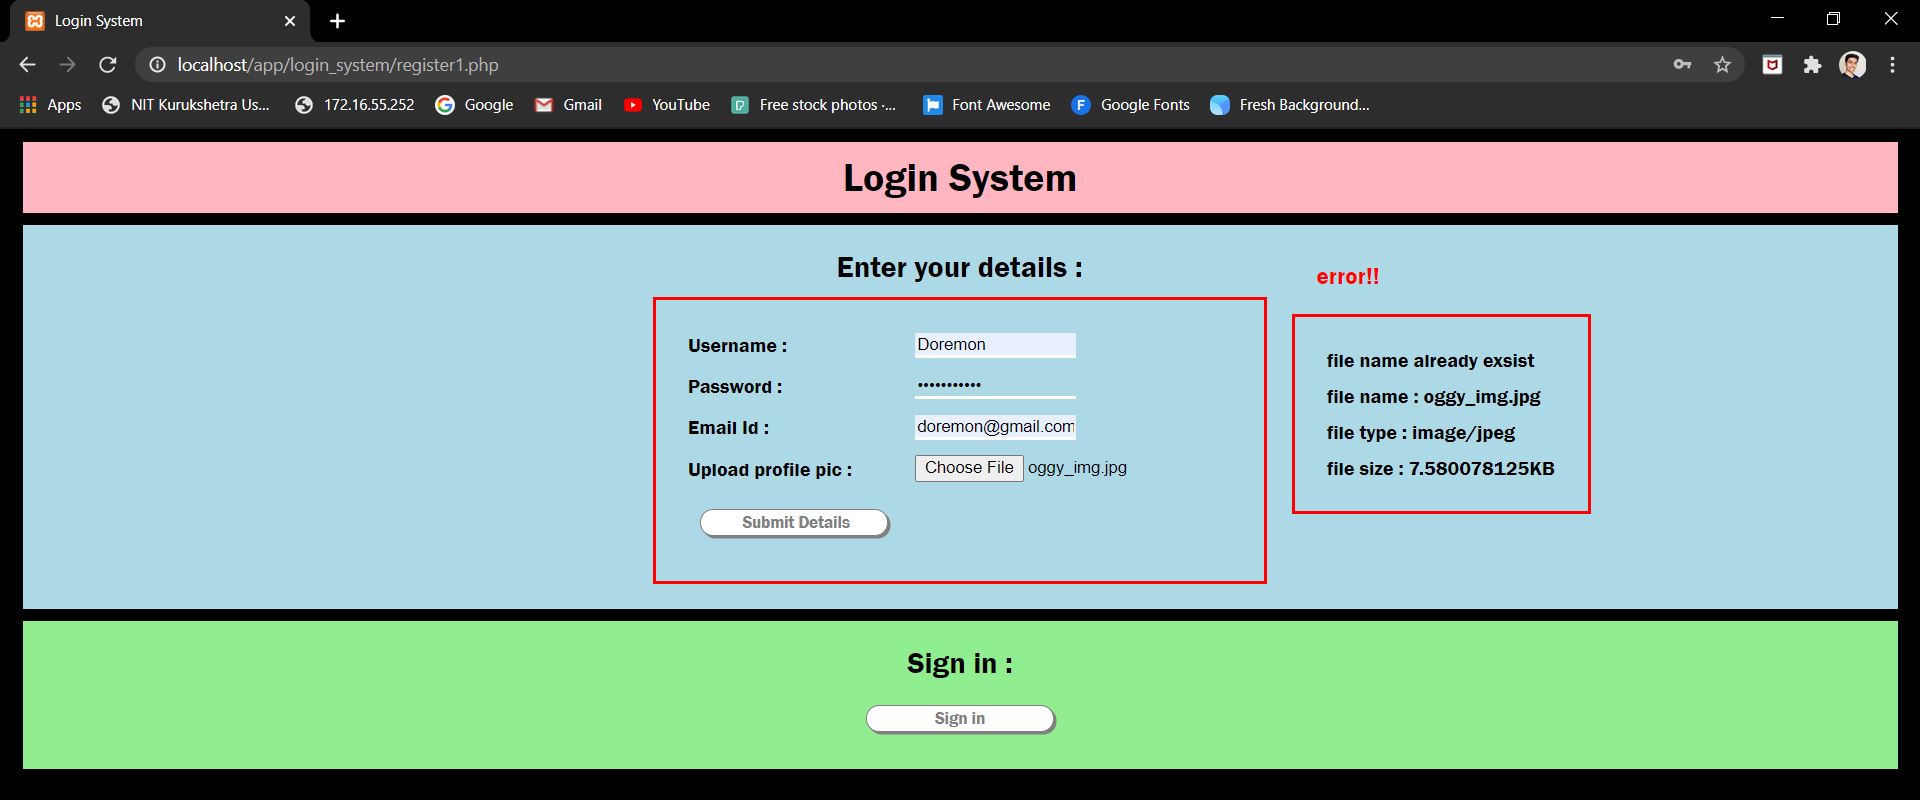 Login System
localhost/app/login_system/register1.php
Apps NIT Kurukshetra Us... 172.16.55.252 Google Gmail YouTube Free stock photos ·... Font Awesome Google Fonts Fresh Background...
Login System
Enter your details :
error!!
Username : Doremon
Password : •••••••••••
Email Id : doremon@gmail.com
Upload profile pic : Choose File oggy_img.jpg
Submit Details
file name already exsist
file name : oggy_img.jpg
file type : image/jpeg
file size : 7.580078125KB
Sign in :
Sign in